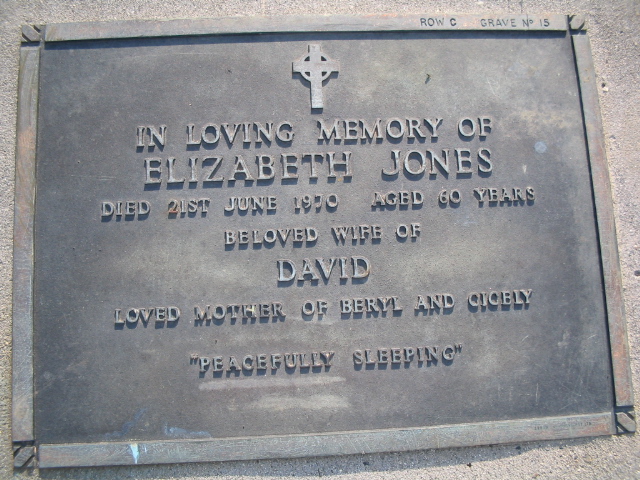 ROW C GRAVE No 15
IN LOVING MEMORY OF
ELIZABETH JONES
DIED 21ST JUNE 1970 AGED 60 YEARS
BELOVED WIFE OF
DAVID
LOVED MOTHER OF BERYL AND CICELY
"PEACEFULLY SLEEPING"